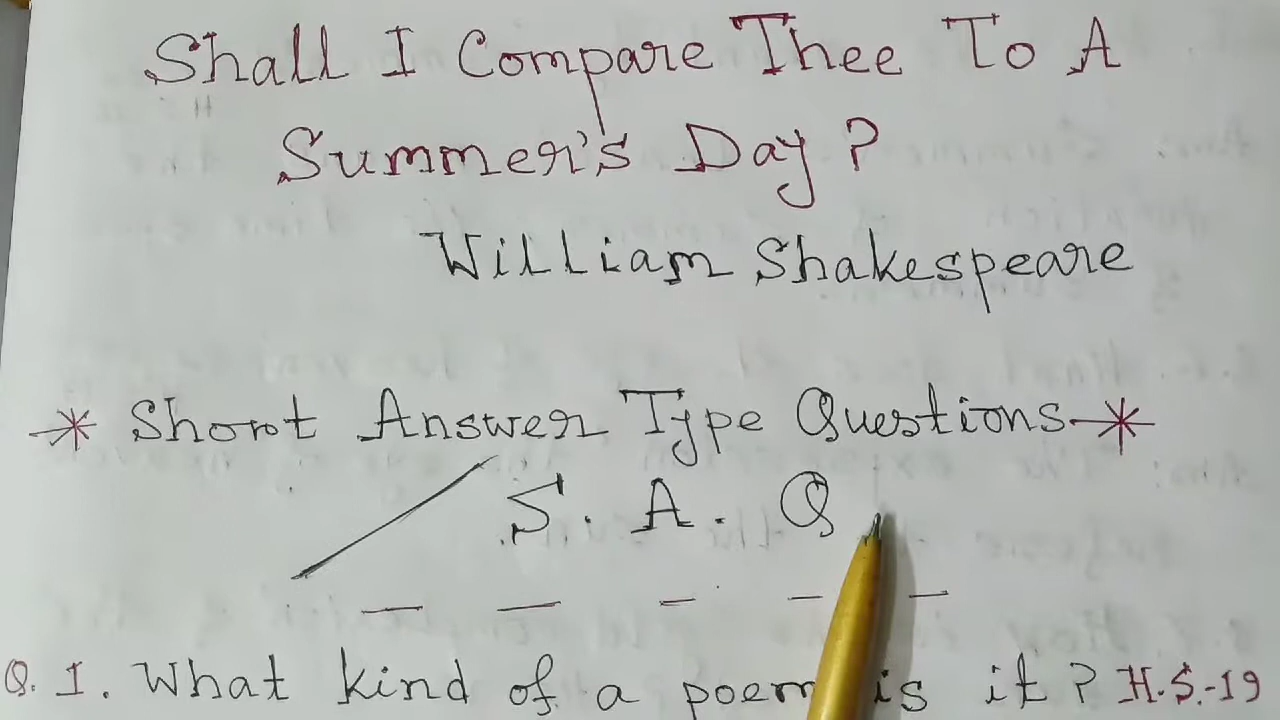 Shall I Compare Thee To A
Summer's Day?
William Shakespeare
* Short Answer Type Questions *
S. A. Q
Q. 1. What kind of a poem is it? H.S.-19